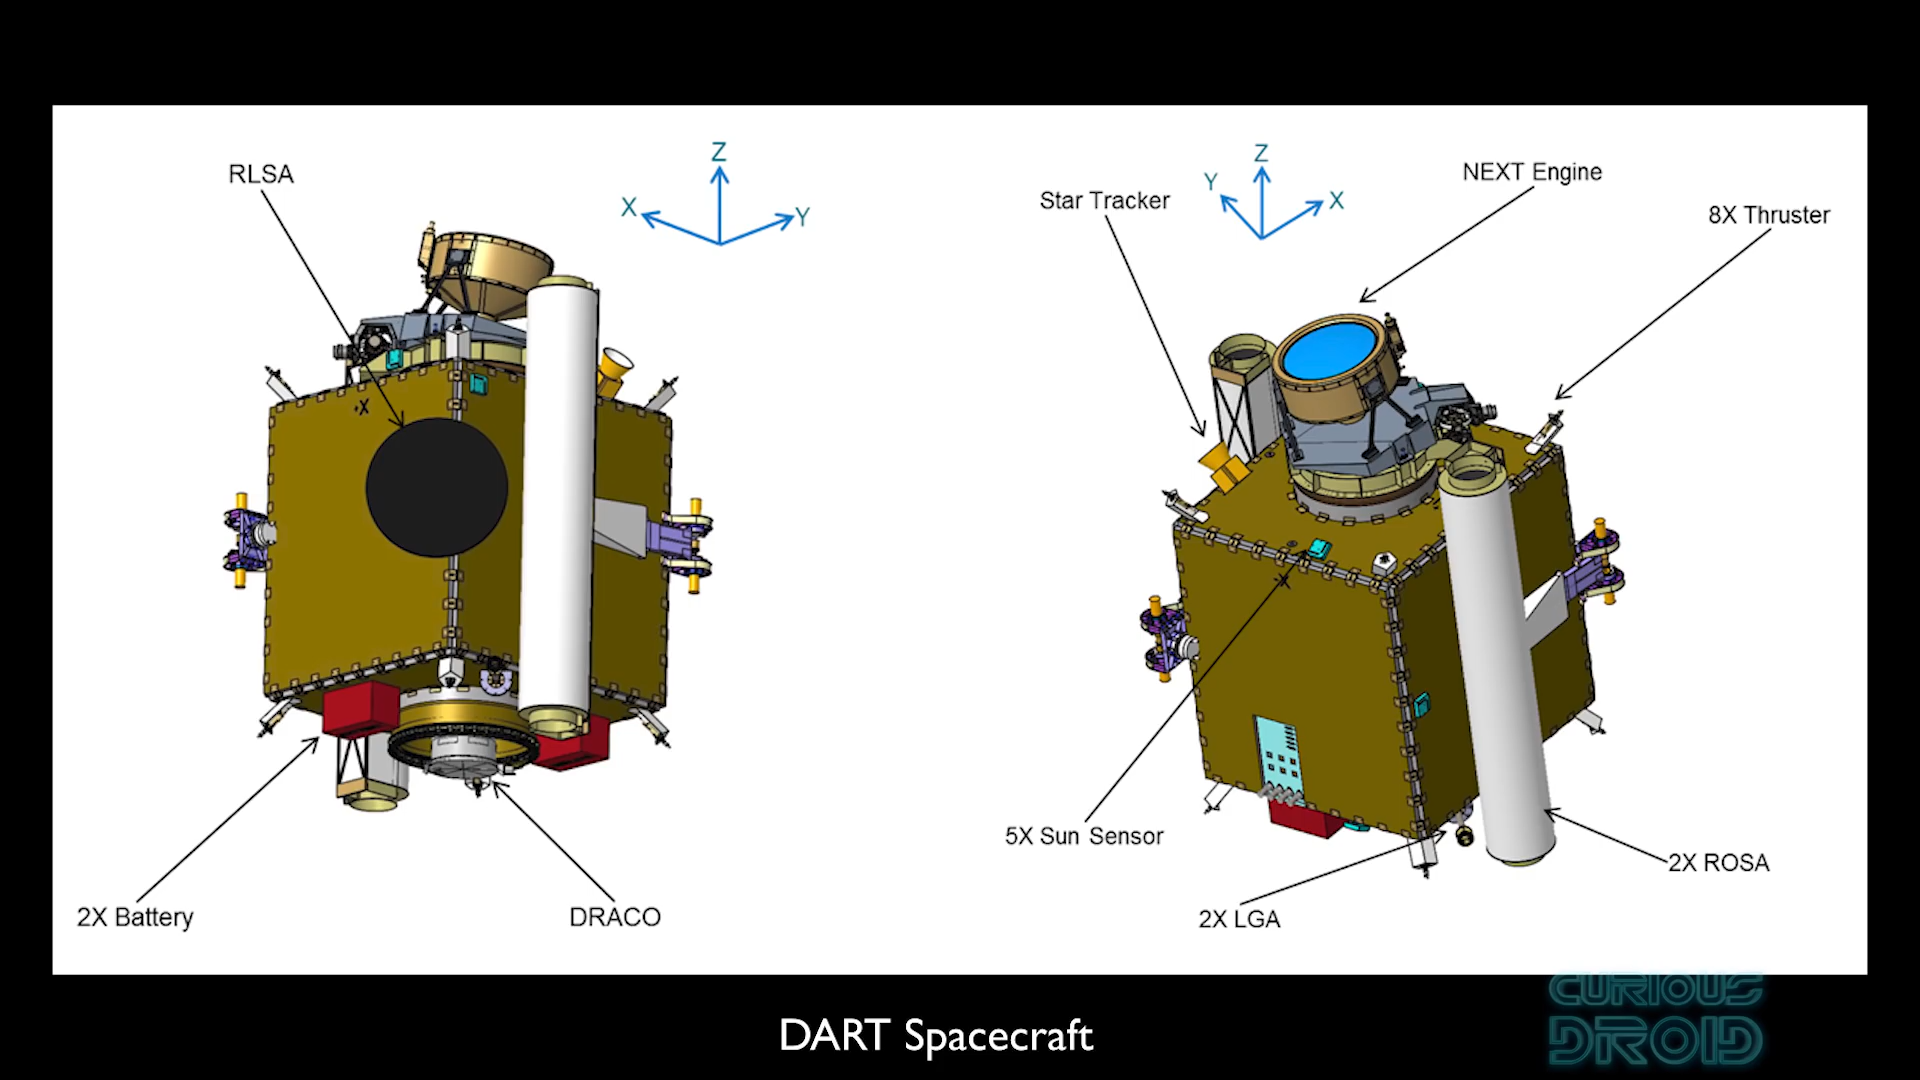 RLSA
Z
X
Y
·X
2X Battery
DRACO
Z
Y
X
Star Tracker
NEXT Engine
8X Thruster
5X Sun Sensor
2X LGA
2X ROSA
DART Spacecraft
CURIOUS
DROID